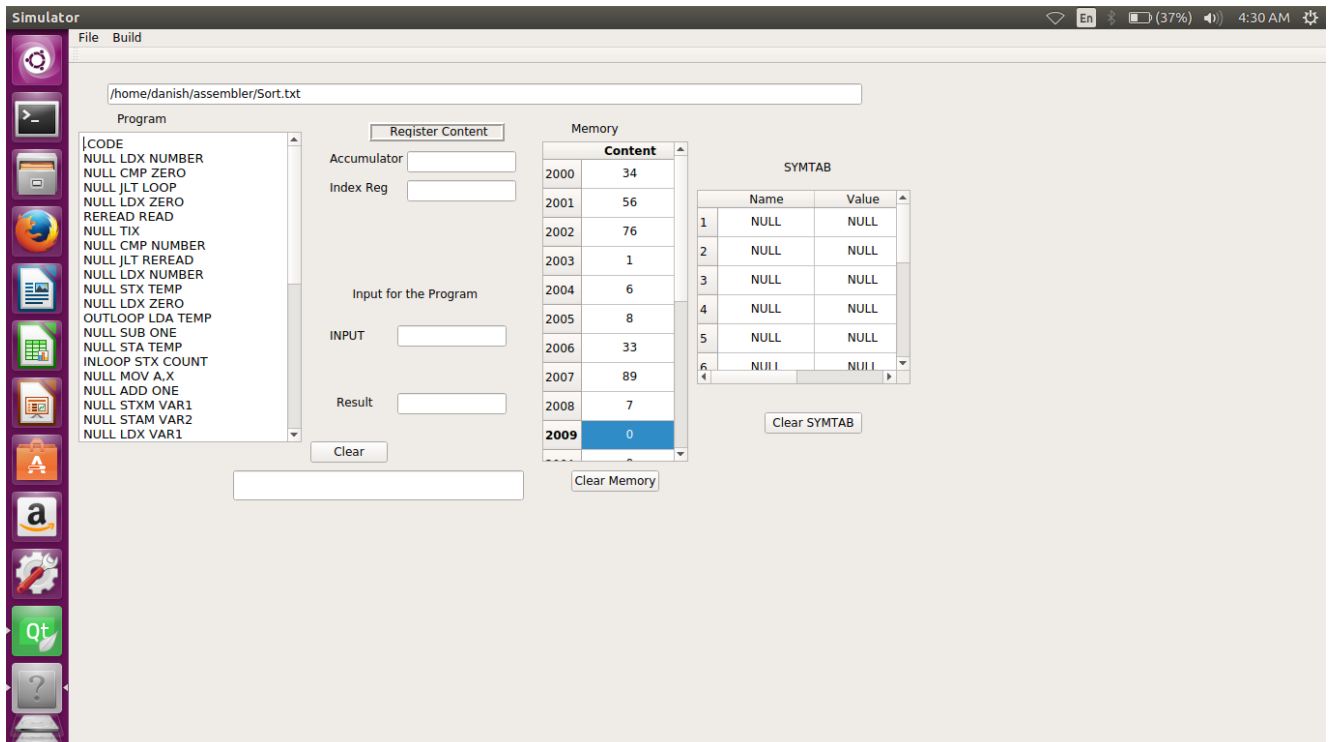 Simulator
En (37%) 4:30 AM
File Build
/home/danish/assembler/Sort.txt
Program
.CODE
NULL LDX NUMBER
NULL CMP ZERO
NULL JLT LOOP
NULL LDX ZERO
REREAD READ
NULL TIX
NULL CMP NUMBER
NULL JLT REREAD
NULL LDX NUMBER
NULL STX TEMP
NULL LDX ZERO
OUTLOOP LDA TEMP
NULL SUB ONE
NULL STA TEMP
INLOOP STX COUNT
NULL MOV A,X
NULL ADD ONE
NULL STXM VAR1
NULL STAM VAR2
NULL LDX VAR1
Register Content
Accumulator
Index Reg
Input for the Program
INPUT
Result
Clear
Memory
Content
2000 34
2001 56
2002 76
2003 1
2004 6
2005 8
2006 33
2007 89
2008 7
2009 0
Clear Memory
SYMTAB
Name Value
1 NULL NULL
2 NULL NULL
3 NULL NULL
4 NULL NULL
5 NULL NULL
6 NULL NULL
Clear SYMTAB
a
Qt
?